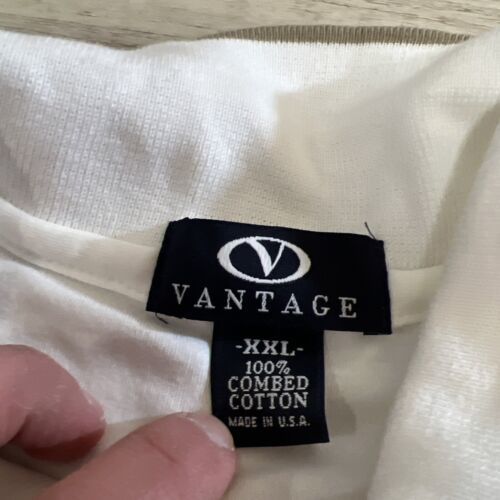 V
VANTAGE
-XXL-
100%
COMBED
COTTON
MADE IN U.S.A.